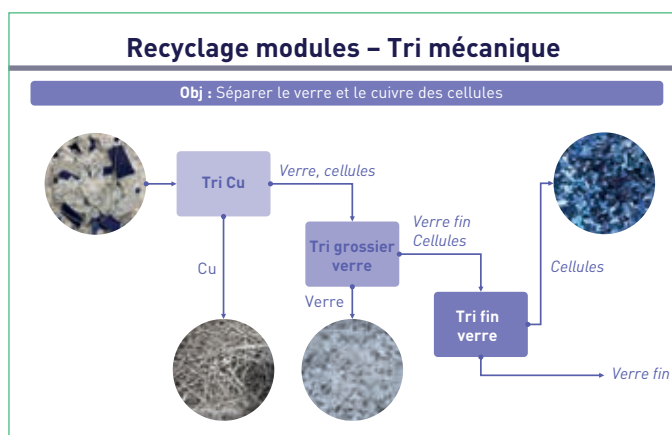 Recyclage modules – Tri mécanique
Obj : Séparer le verre et le cuivre des cellules
Tri Cu
Verre, cellules
Cu
Tri grossier
verre
Verre fin
Cellules
Verre
Tri fin
verre
Cellules
Verre fin